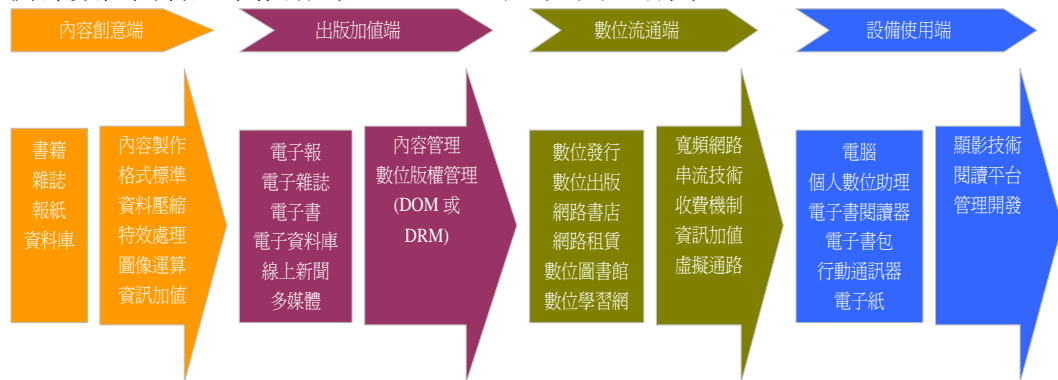 內容創意端
出版加值端
數位流通端
設備使用端
書籍
雜誌
報紙
資料庫
內容製作
格式標準
資料壓縮
特效處理
圖像運算
資訊加值
電子報
電子雜誌
電子書
電子資料庫
線上新聞
多媒體
內容管理
數位版權管理
(DOM 或
DRM)
數位發行
數位出版
網路書店
網路租賃
數位圖書館
數位學習網
寬頻網路
串流技術
收費機制
資訊加值
虛擬通路
電腦
個人數位助理
電子書閱讀器
電子書包
行動通訊器
電子紙
顯影技術
閱讀平台
管理開發